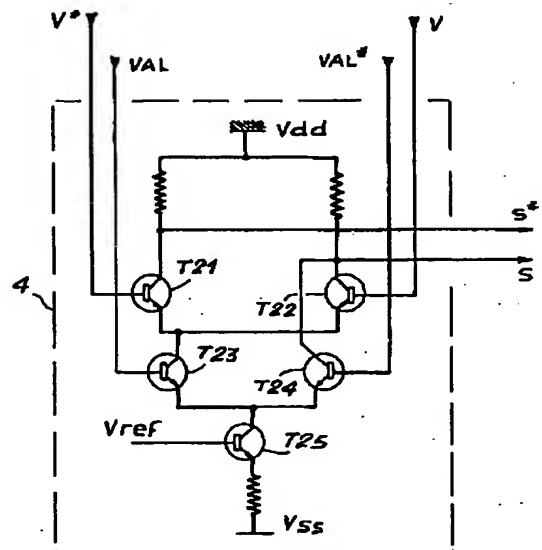 V*
V
VAL
VAL*
Vdd
S*
S
4
T21
T22
T23
T24
Vref
T25
Vss